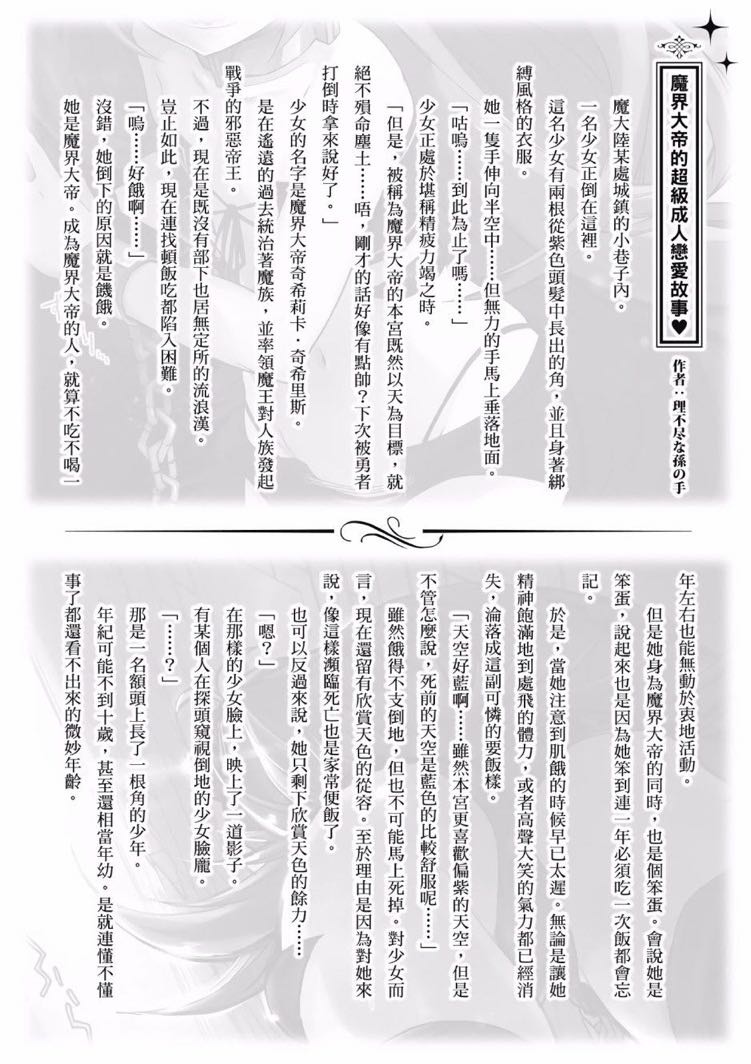 魔界大帝的超級成人戀愛故事♥
作者：理不尽な孫の手
魔大陸某處城鎮的小巷子內。
一名少女正倒在這裡。
這名少女有兩根從紫色頭髮中長出的角，並且身著綁
縛風格的衣服。
她一隻手伸向半空中……但無力的手馬上垂落地面。
「咕嗚……到此為止了嗎……」
少女正處於堪稱精疲力竭之時。
「但是，被稱為魔界大帝的本宮既然以天為目標，就
絕不殞命塵土……唔，剛才的話好像有點帥？下次被勇者
打倒時拿來說好了。」
少女的名字是魔界大帝奇希莉卡·奇希里斯。
是在遙遠的過去統治著魔族，並率領魔王對人族發起
戰爭的邪惡帝王。
不過，現在是既沒有部下也居無定所的流浪漢。
豈止如此，現在連找頓飯吃都陷入困難。
「嗚……好餓啊……」
沒錯，她倒下的原因就是饑餓。
她是魔界大帝。成為魔界大帝的人，就算不吃不喝一
年左右也能無動於衷地活動。
但是她身為魔界大帝的同時，也是個笨蛋。會說她是
笨蛋，說起來也是因為她笨到連一年必須吃一次飯都會忘
記。
於是，當她注意到肌餓的時候早已太遲。無論是讓她
精神飽滿地到處飛的體力，或者高聲大笑的氣力都已經消
失，淪落成這副可憐的要飯樣。
「天空好藍啊……雖然本宮更喜歡偏紫的天空，但是
不管怎麼說，死前的天空是藍色的比較舒服呢……」
雖然餓得不支倒地，但也不可能馬上死掉。對少女而
言，現在還留有欣賞天色的從容。至於理由是因為對她來
說，像這樣瀕臨死亡也是家常便飯了。
也可以反過來說，她只剩下欣賞天色的餘力……
「嗯？」
在那樣的少女臉上，映上了一道影子。
有某個人在探頭窺視倒地的少女臉龐。
「……？」
那是一名額頭上長了一根角的少年。
年紀可能不到十歲，甚至還相當年幼。是就連懂不懂
事了都還看不出來的微妙年齡。